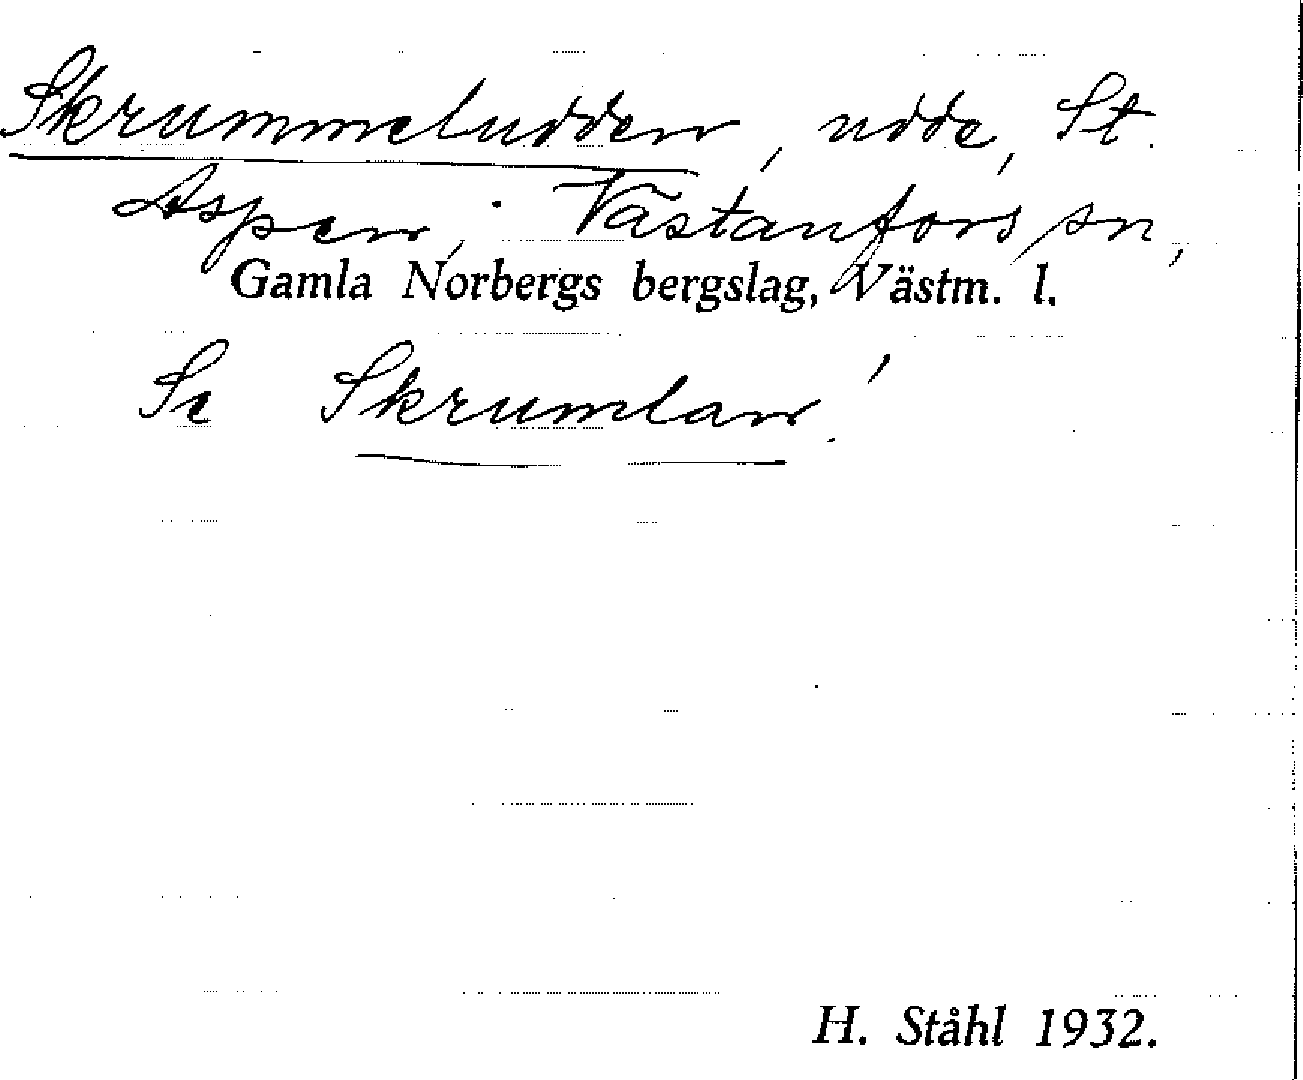 Skrummeludden, udde, St.
Aspen, Västanfors sn,
Gamla Norbergs bergslag, Västm. l.
Se Skrumlan!
H. Ståhl 1932.